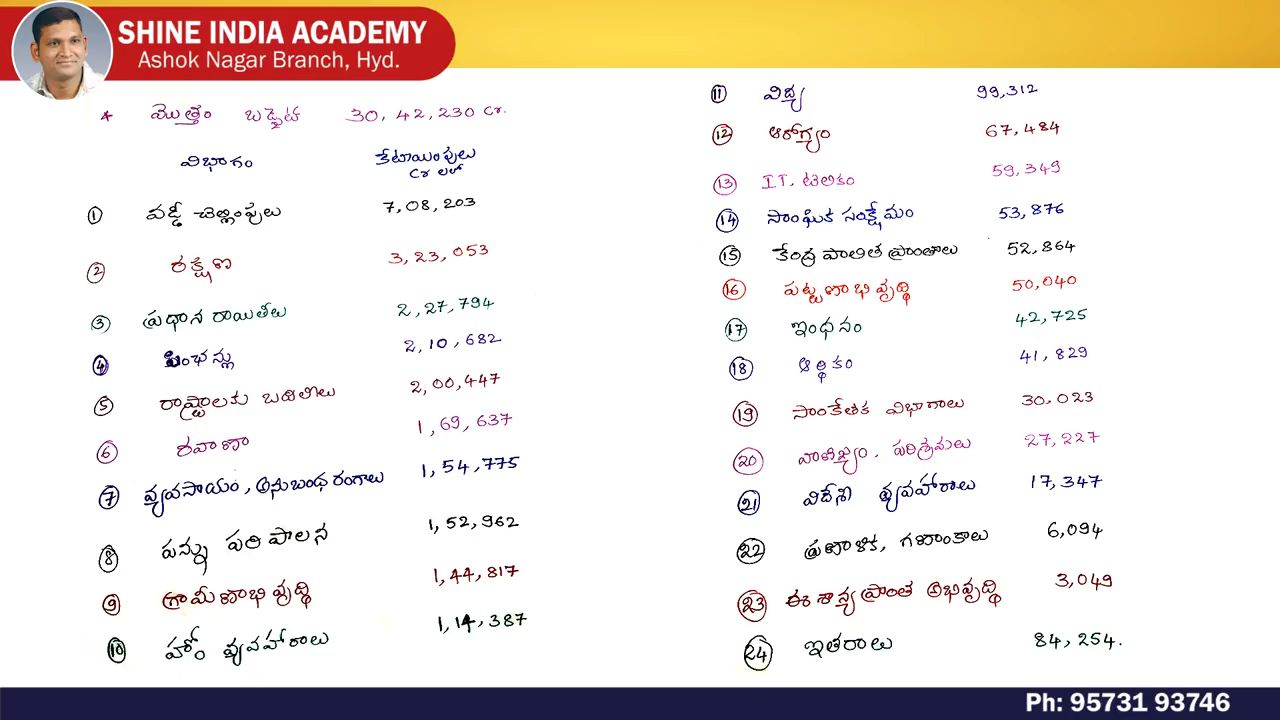 SHINE INDIA ACADEMY
Ashok Nagar Branch, Hyd.
* మొత్తం బడ్జెట్ 30,42,230 Cr.
విభాగం కేటాయింపులు
Cr లలో
1 వడ్డీ చెల్లింపులు 7,08,203
2 రక్షణ 3,23,053
3 ప్రధాన రాయితీలు 2,27,794
4 పింఛన్లు 2,10,682
5 రాష్ట్రాలకు బదిలీలు 2,00,447
6 రవాణా 1,69,637
7 వ్యవసాయం, అనుబంధ రంగాలు 1,54,775
8 పన్ను పరిపాలన 1,52,962
9 గ్రామీణాభివృద్ధి 1,44,817
10 హోం వ్యవహారాలు 1,14,387
11 విద్య 99,312
12 ఆరోగ్యం 67,484
13 I.T. టెలికం 59,349
14 సాంఘిక సంక్షేమం 53,876
15 కేంద్ర పాలిత ప్రాంతాలు 52,864
16 పట్టణాభివృద్ధి 50,040
17 ఇంధనం 42,725
18 ఆర్థికం 41,829
19 సాంకేతిక విభాగాలు 30,023
20 వాణిజ్యం, పరిశ్రమలు 27,227
21 విదేశీ వ్యవహారాలు 17,347
22 ప్రణాళిక, గణాంకాలు 6,094
23 ఈశాన్య ప్రాంత అభివృద్ధి 3,049
24 ఇతరాలు 84,254.
Ph: 95731 93746